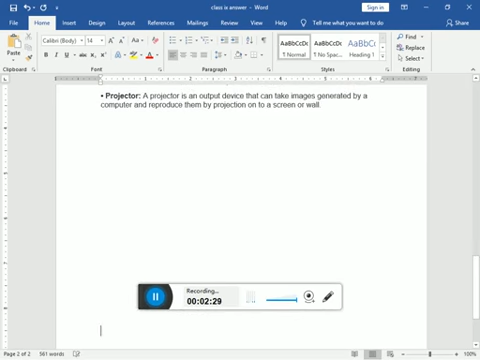 class ix answer - Word
Sign in
File Home Insert Design Layout References Mailings Review View Help Tell me what you want to do Share
Paste
Calibri (Body) 14
AaBbCcDc AaBbCcDc AaBbCc
¶ Normal ¶ No Spac... Heading 1
Find
Replace
Select
Clipboard Font Paragraph Styles Editing
• Projector: A projector is an output device that can take images generated by a
computer and reproduce them by projection on to a screen or wall.
Recording...
00:02:29
Page 2 of 2 561 words 100%